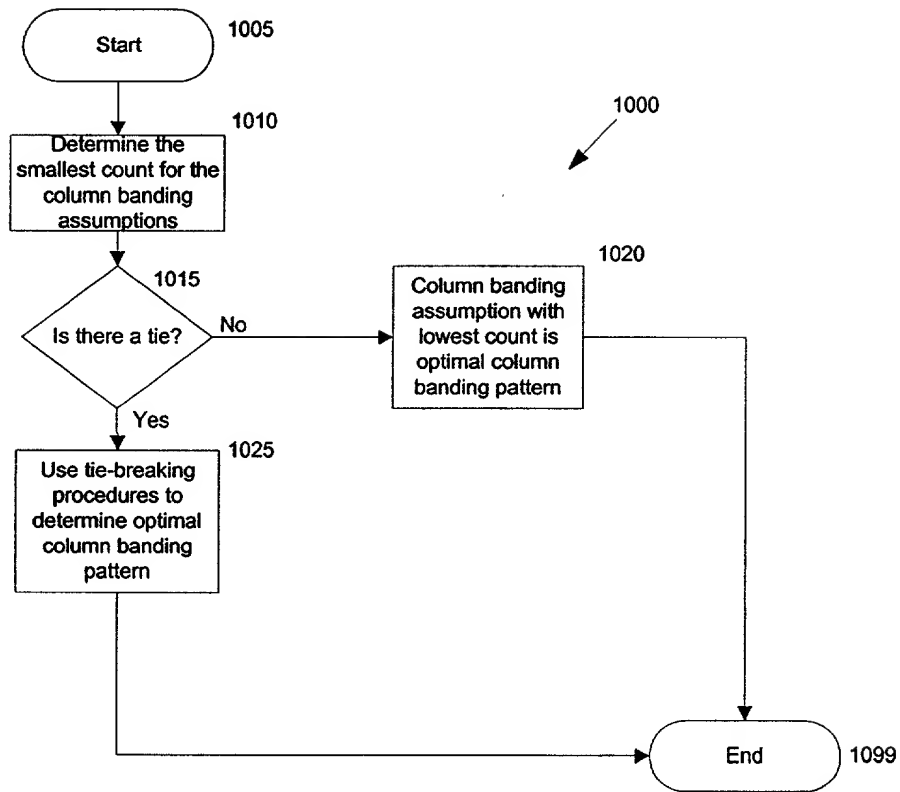 Start
1005
1010
Determine the
smallest count for the
column banding
assumptions
1000
1015
Is there a tie?
No
1020
Column banding
assumption with
lowest count is
optimal column
banding pattern
Yes
1025
Use tie-breaking
procedures to
determine optimal
column banding
pattern
End
1099